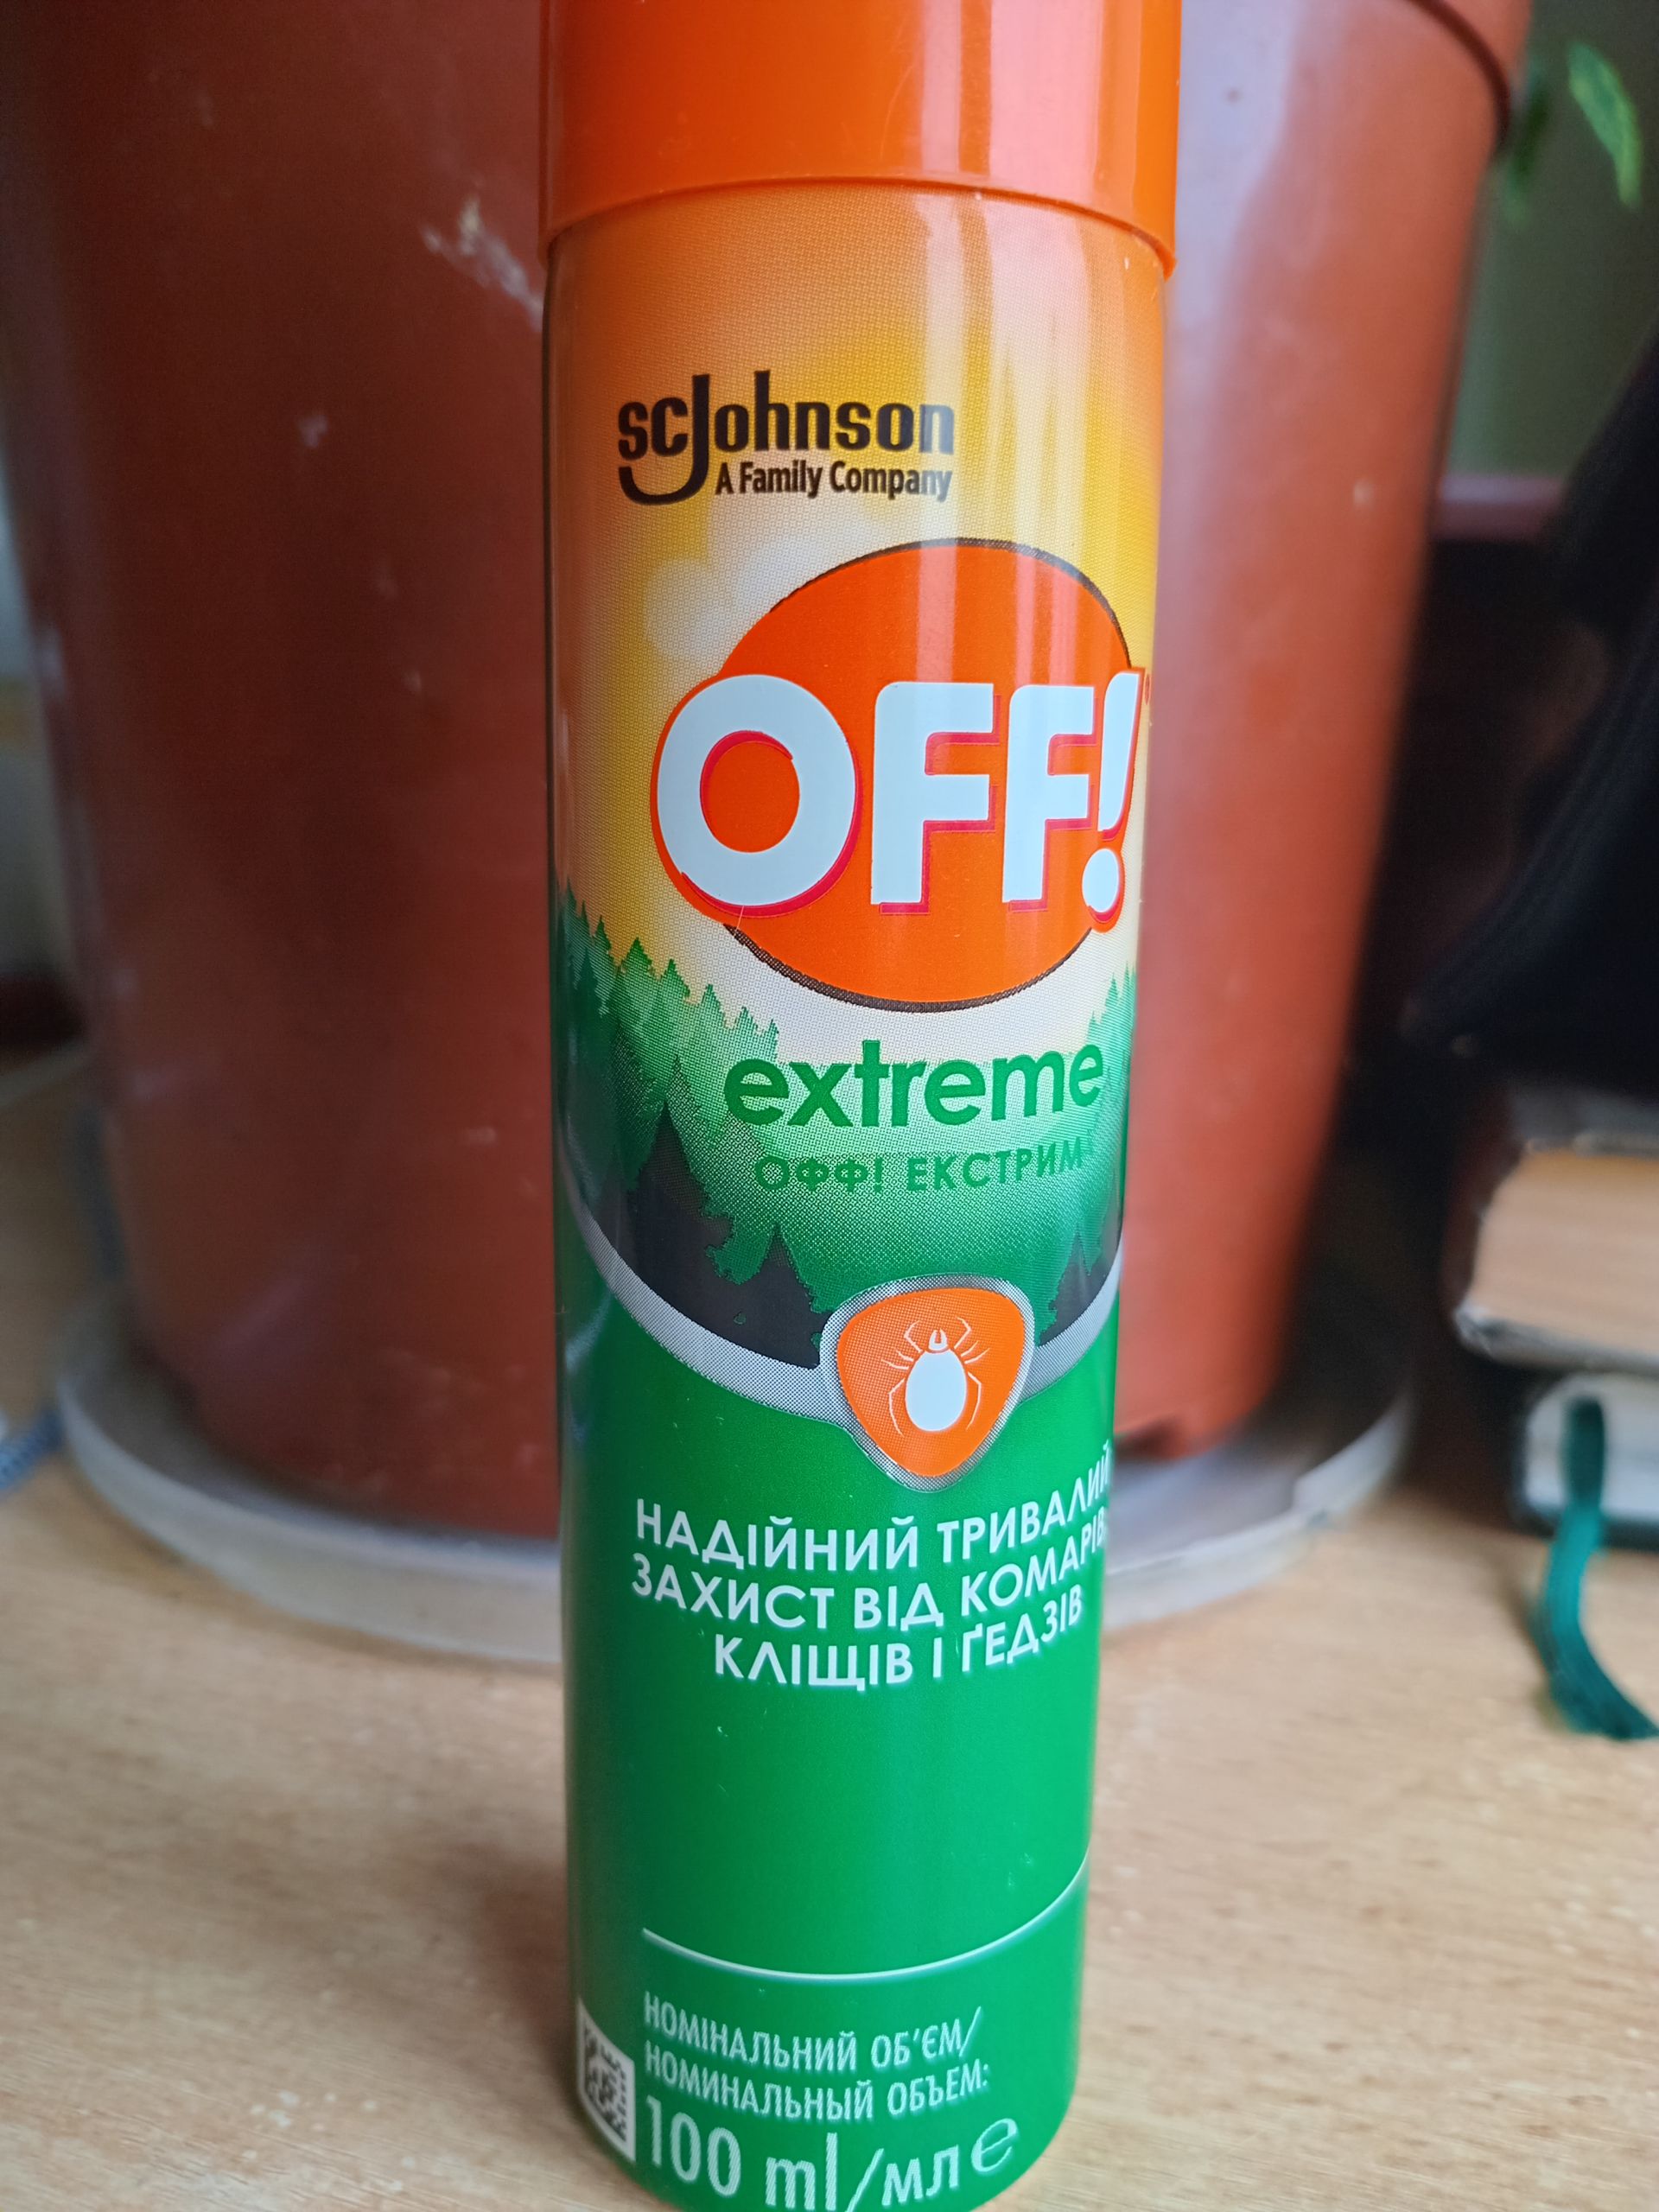 scJohnson
A Family Company
OFF!
extreme
ОФФ! ЕКСТРИМ
НАДІЙНИЙ ТРИВАЛИЙ
ЗАХИСТ ВІД КОМАРІВ,
КЛІЩІВ І ҐЕДЗІВ
НОМІНАЛЬНИЙ ОБ'ЄМ/
НОМИНАЛЬНЫЙ ОБЪЕМ:
100 ml/мл e